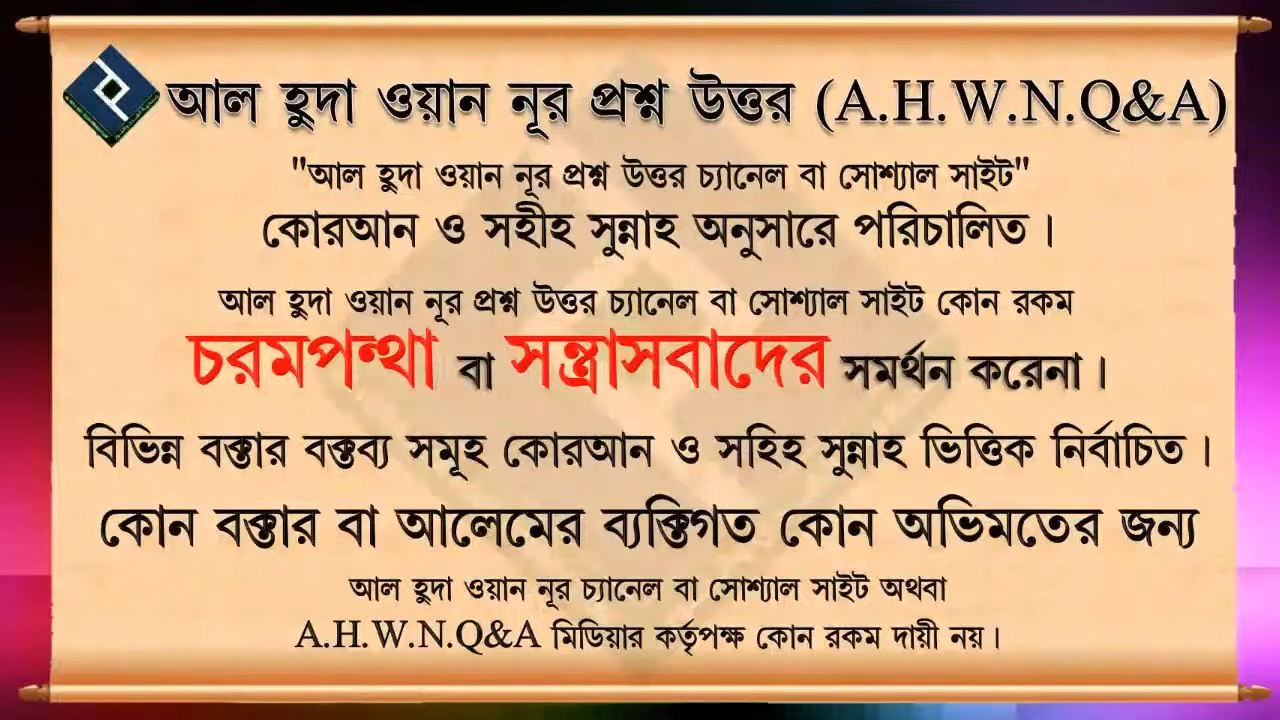 আল হুদা ওয়ান নূর প্রশ্ন উত্তর (A.H.W.N.Q&A)
"আল হুদা ওয়ান নূর প্রশ্ন উত্তর চ্যানেল বা সোশ্যাল সাইট"
কোরআন ও সহীহ সুন্নাহ অনুসারে পরিচালিত।
আল হুদা ওয়ান নূর প্রশ্ন উত্তর চ্যানেল বা সোশ্যাল সাইট কোন রকম
চরমপন্থা বা সন্ত্রাসবাদের সমর্থন করেনা।
বিভিন্ন বক্তার বক্তব্য সমূহ কোরআন ও সহিহ সুন্নাহ ভিত্তিক নির্বাচিত।
কোন বক্তার বা আলেমের ব্যক্তিগত কোন অভিমতের জন্য
আল হুদা ওয়ান নূর চ্যানেল বা সোশ্যাল সাইট অথবা
A.H.W.N.Q&A মিডিয়ার কর্তৃপক্ষ কোন রকম দায়ী নয়।